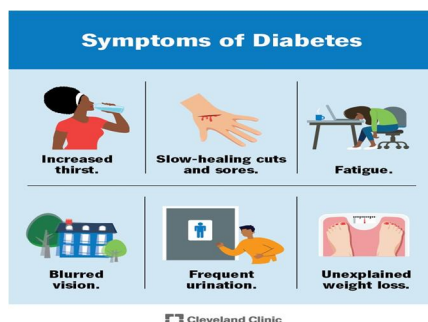 Symptoms of Diabetes
Increased
thirst.
Slow-healing cuts
and sores.
Fatigue.
Blurred
vision.
Frequent
urination.
Unexplained
weight loss.
Cleveland Clinic